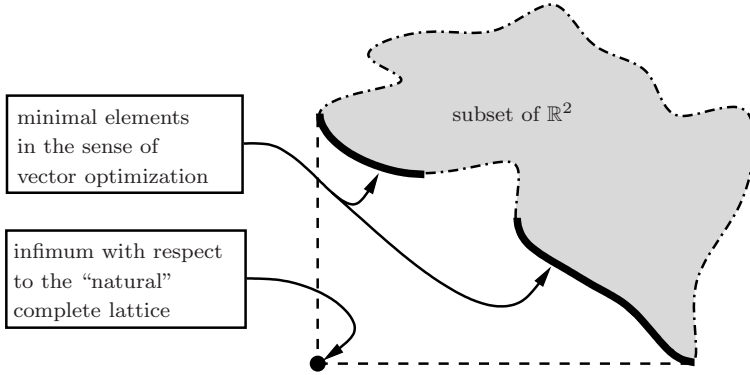 subset of ℝ²
minimal elements
in the sense of
vector optimization
infimum with respect
to the “natural”
complete lattice